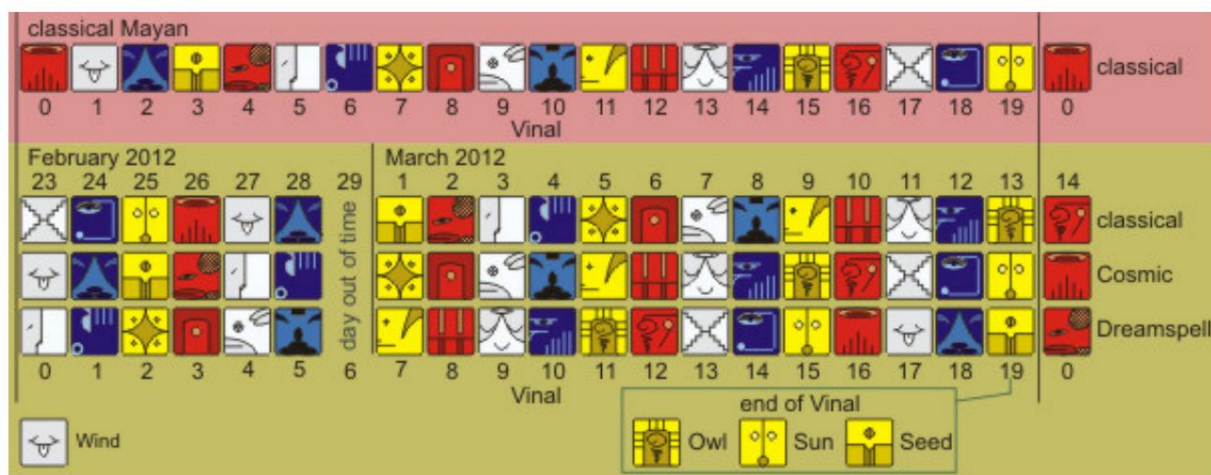 classical Mayan
classical
0 1 2 3 4 5 6 7 8 9 10 11 12 13 14 15 16 17 18 19 0
Vinal
February 2012 March 2012
23 24 25 26 27 28 29 1 2 3 4 5 6 7 8 9 10 11 12 13 14
classical
Cosmic
Dreamspell
day out of time
0 1 2 3 4 5 6 7 8 9 10 11 12 13 14 15 16 17 18 19 0
Vinal
end of Vinal
Wind Owl Sun Seed